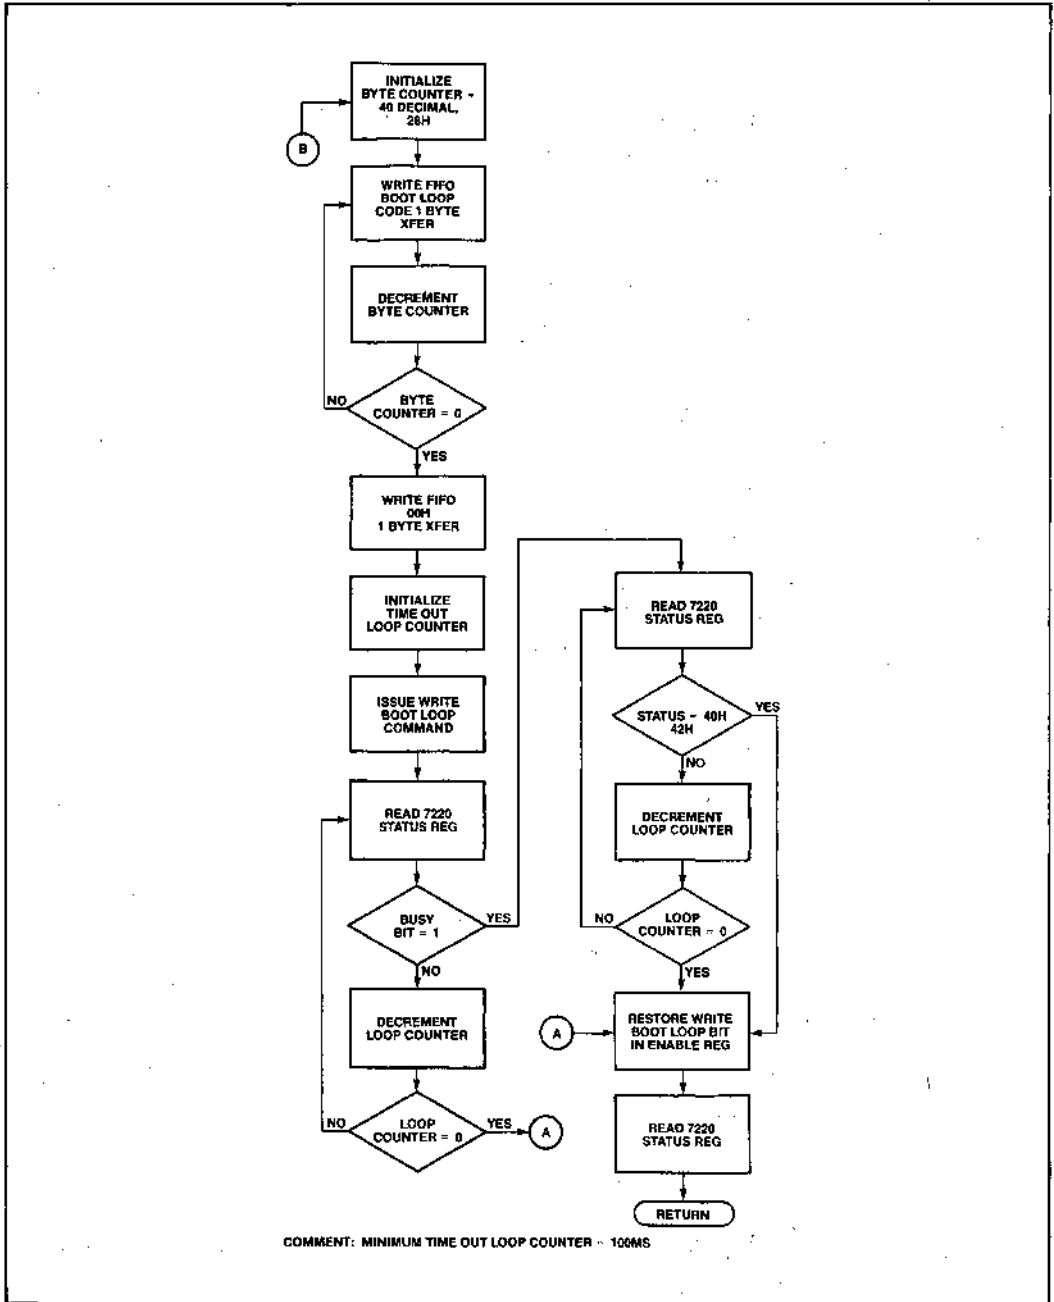 INITIALIZE
BYTE COUNTER =
40 DECIMAL,
28H
B
WRITE FIFO
BOOT LOOP
CODE 1 BYTE
XFER
DECREMENT
BYTE COUNTER
NO
BYTE
COUNTER = 0
YES
WRITE FIFO
00H
1 BYTE XFER
INITIALIZE
TIME OUT
LOOP COUNTER
ISSUE WRITE
BOOT LOOP
COMMAND
READ 7220
STATUS REG
BUSY
BIT = 1
YES
NO
DECREMENT
LOOP COUNTER
NO
LOOP
COUNTER = 0
YES
A
READ 7220
STATUS REG
STATUS = 40H
42H
YES
NO
DECREMENT
LOOP COUNTER
NO
LOOP
COUNTER = 0
YES
A
RESTORE WRITE
BOOT LOOP BIT
IN ENABLE REG
READ 7220
STATUS REG
RETURN
COMMENT: MINIMUM TIME OUT LOOP COUNTER = 100MS